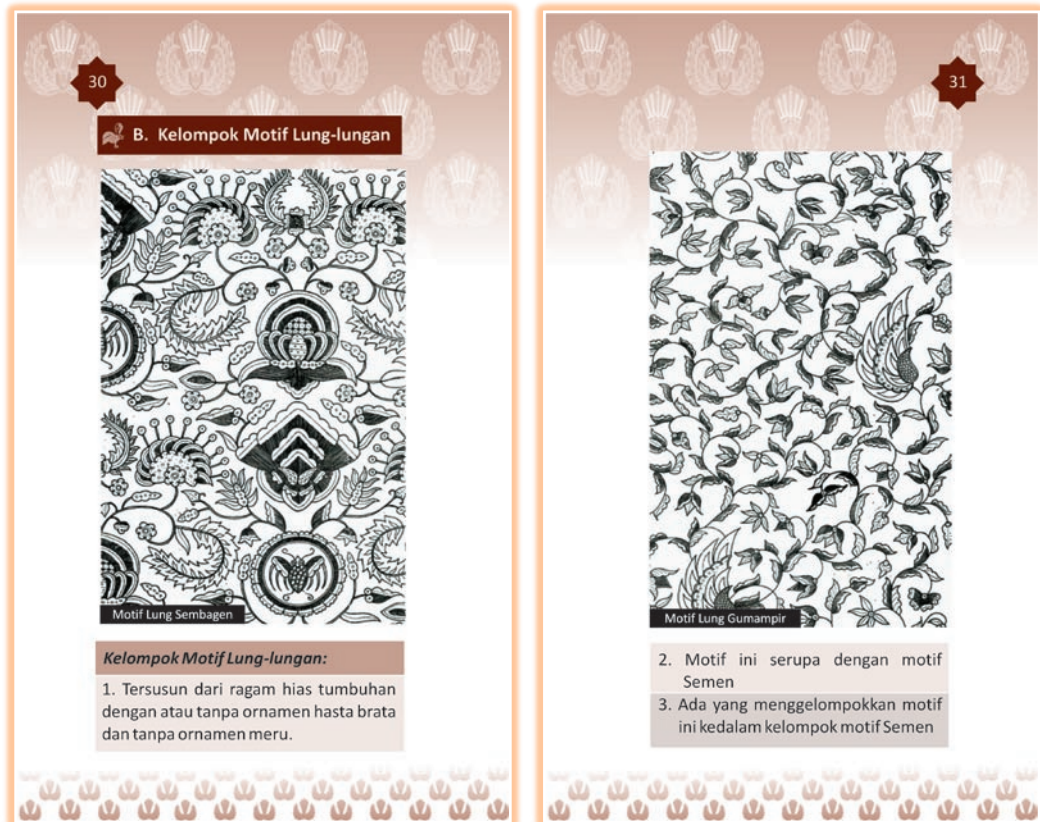 30
B. Kelompok Motif Lung-lungan
Motif Lung Sembagen
Kelompok Motif Lung-lungan:
1. Tersusun dari ragam hias tumbuhan
dengan atau tanpa ornamen hasta brata
dan tanpa ornamen meru.
31
Motif Lung Gumampir
2. Motif ini serupa dengan motif
Semen
3. Ada yang menggelompokkan motif
ini kedalam kelompok motif Semen